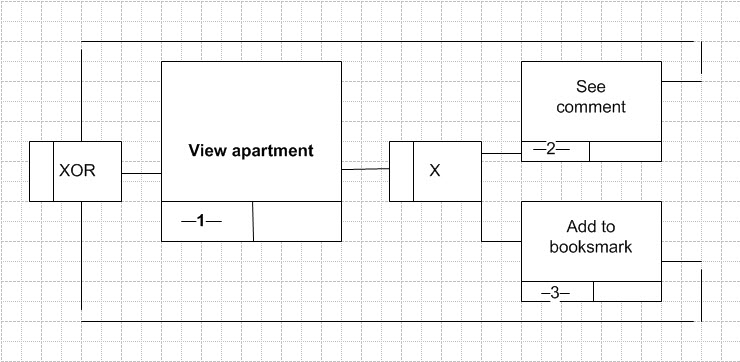 XOR
View apartment
1
X
See
comment
2
Add to
booksmark
3